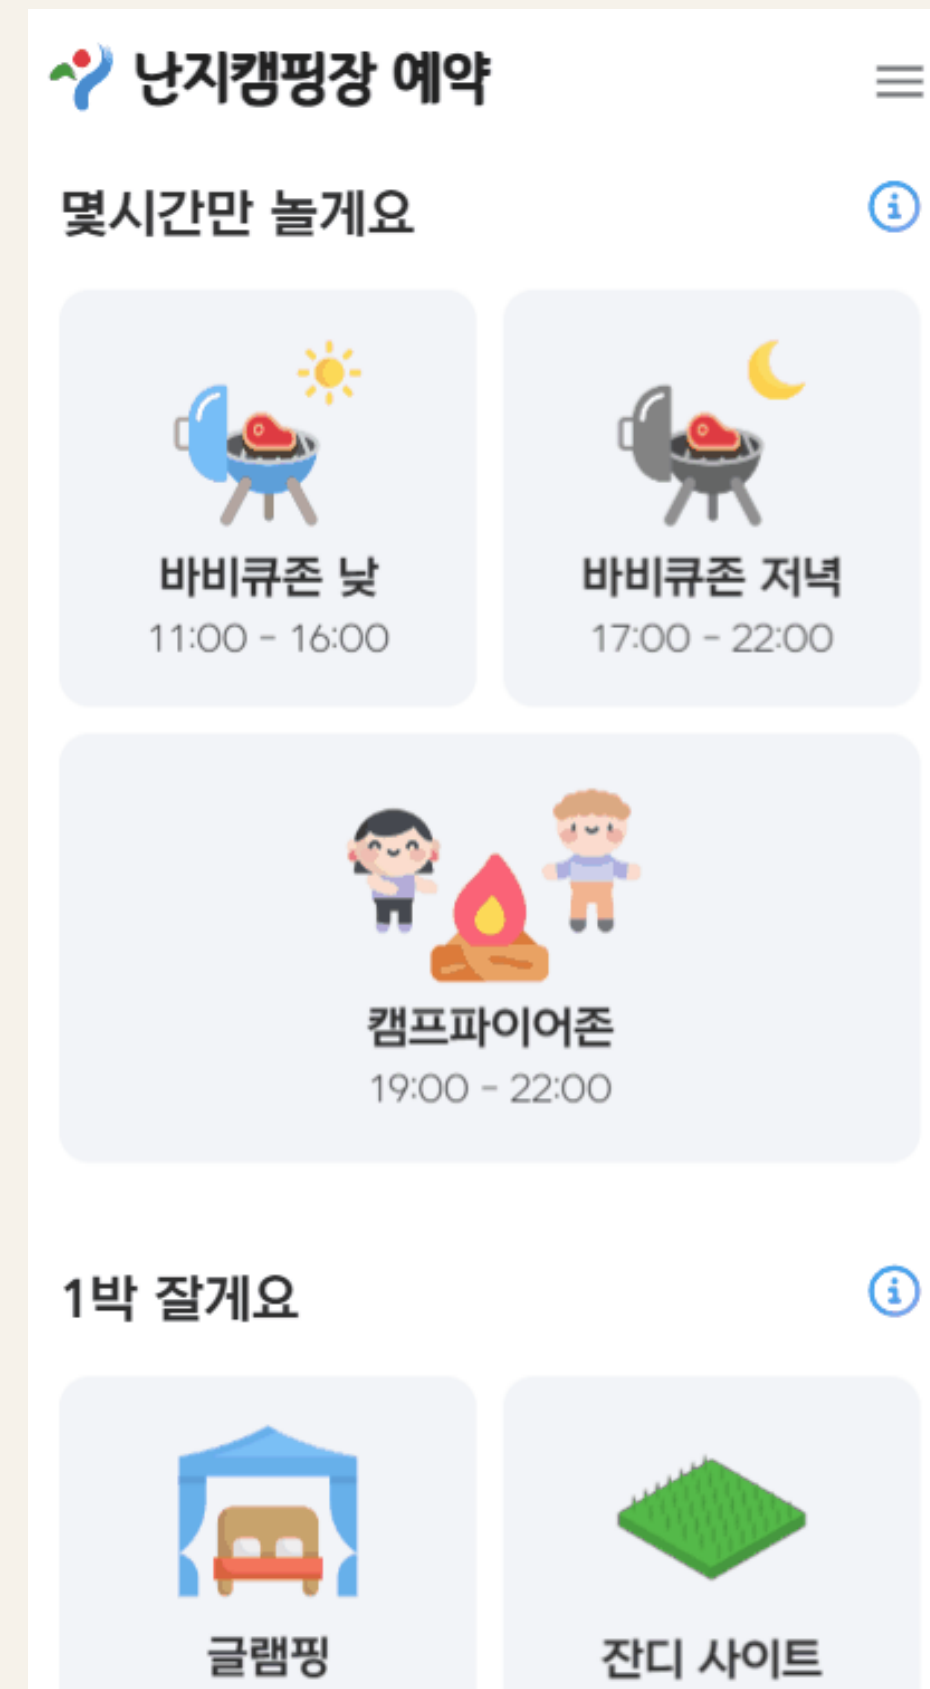 난지캠핑장 예약
몇시간만 놀게요
바비큐존 낮
11:00 - 16:00
바비큐존 저녁
17:00 - 22:00
캠프파이어존
19:00 - 22:00
1박 잘게요
글램핑
잔디 사이트